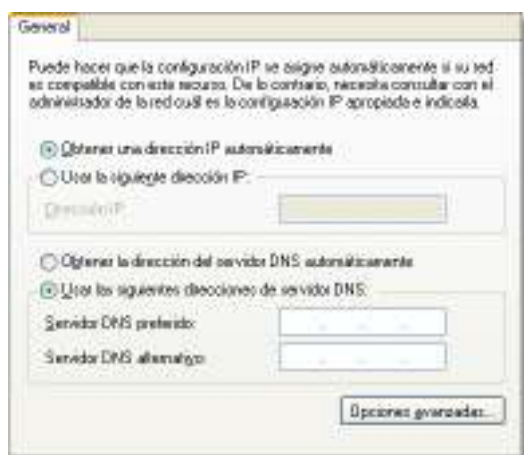 General
Puede hacer que la configuración IP se asigne automáticamente si su red
es compatible con este recurso. De lo contrario, necesita consultar con el
administrador de la red cuál es la configuración IP apropiada e indicarla.
Obtener una dirección IP automáticamente
Usar la siguiente dirección IP:
Dirección IP:
Obtener la dirección del servidor DNS automáticamente
Usar las siguientes direcciones de servidor DNS:
Servidor DNS preferido:
Servidor DNS alternativo:
Opciones avanzadas...